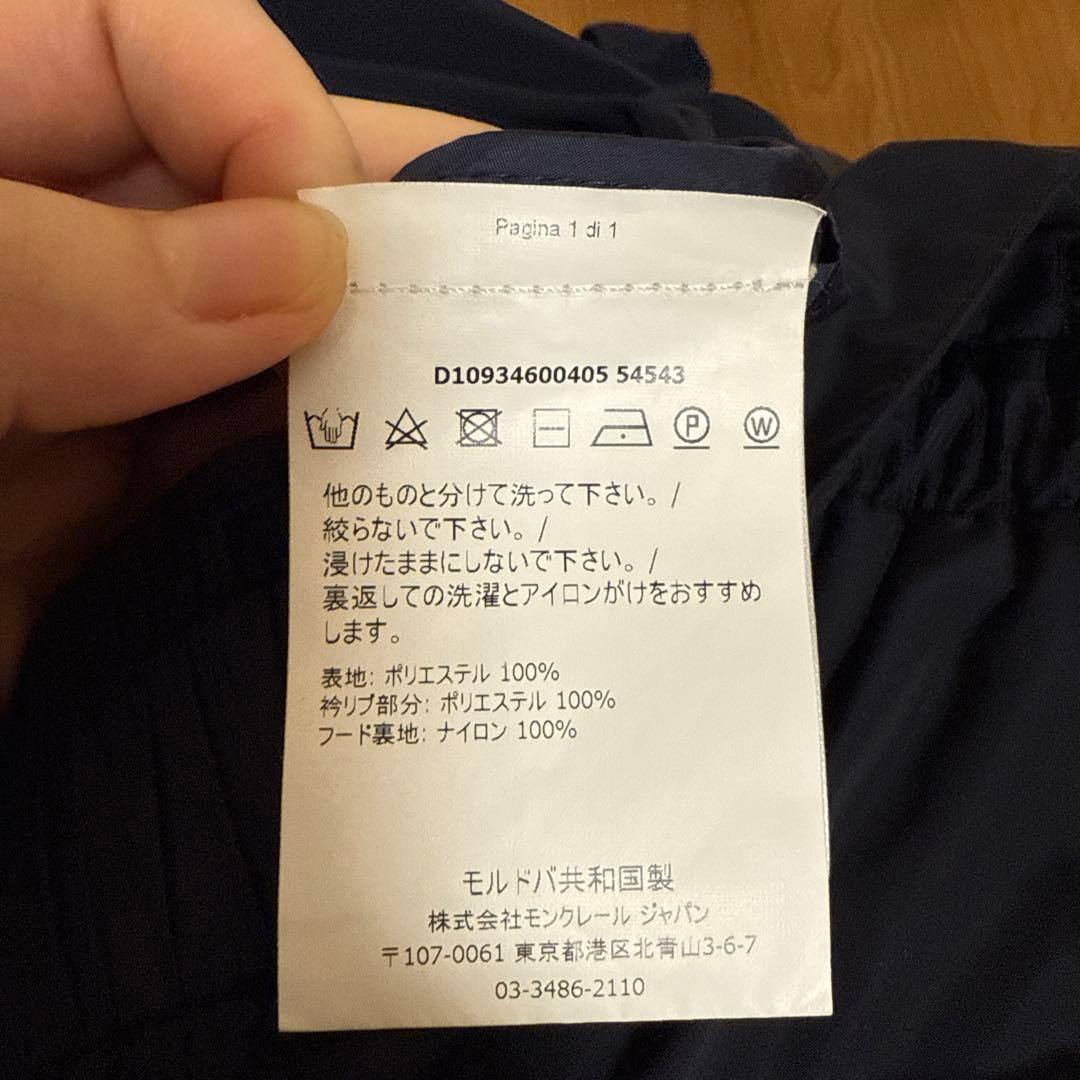 Pagina 1 di 1
D10934600405 54543
P
W
他のものと分けて洗って下さい。/
絞らないで下さい。/
浸けたままにしないで下さい。/
裏返しての洗濯とアイロンがけをおすすめ
します。
表地: ポリエステル 100%
衿リブ部分: ポリエステル 100%
フード裏地: ナイロン 100%
モルドバ共和国製
株式会社モンクレール ジャパン
〒107-0061 東京都港区北青山3-6-7
03-3486-2110